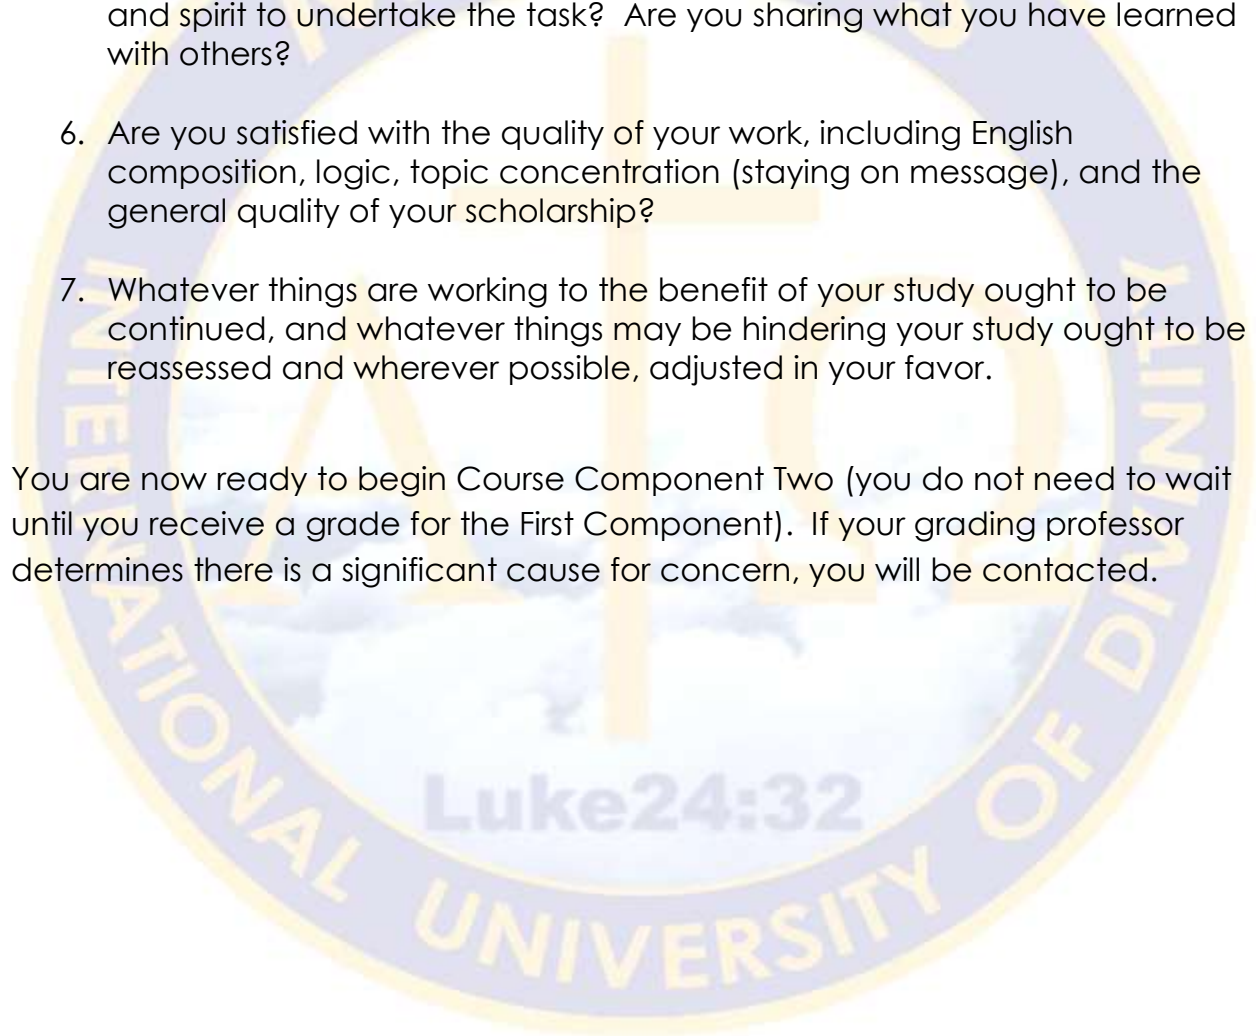 and spirit to undertake the task?  Are you sharing what you have learned
with others?
6. Are you satisfied with the quality of your work, including English
composition, logic, topic concentration (staying on message), and the
general quality of your scholarship?
7. Whatever things are working to the benefit of your study ought to be
continued, and whatever things may be hindering your study ought to be
reassessed and wherever possible, adjusted in your favor.
You are now ready to begin Course Component Two (you do not need to wait
until you receive a grade for the First Component).  If your grading professor
determines there is a significant cause for concern, you will be contacted.
Α Ω
Luke24:32
INTERNATIONAL UNIVERSITY OF DIVINITY